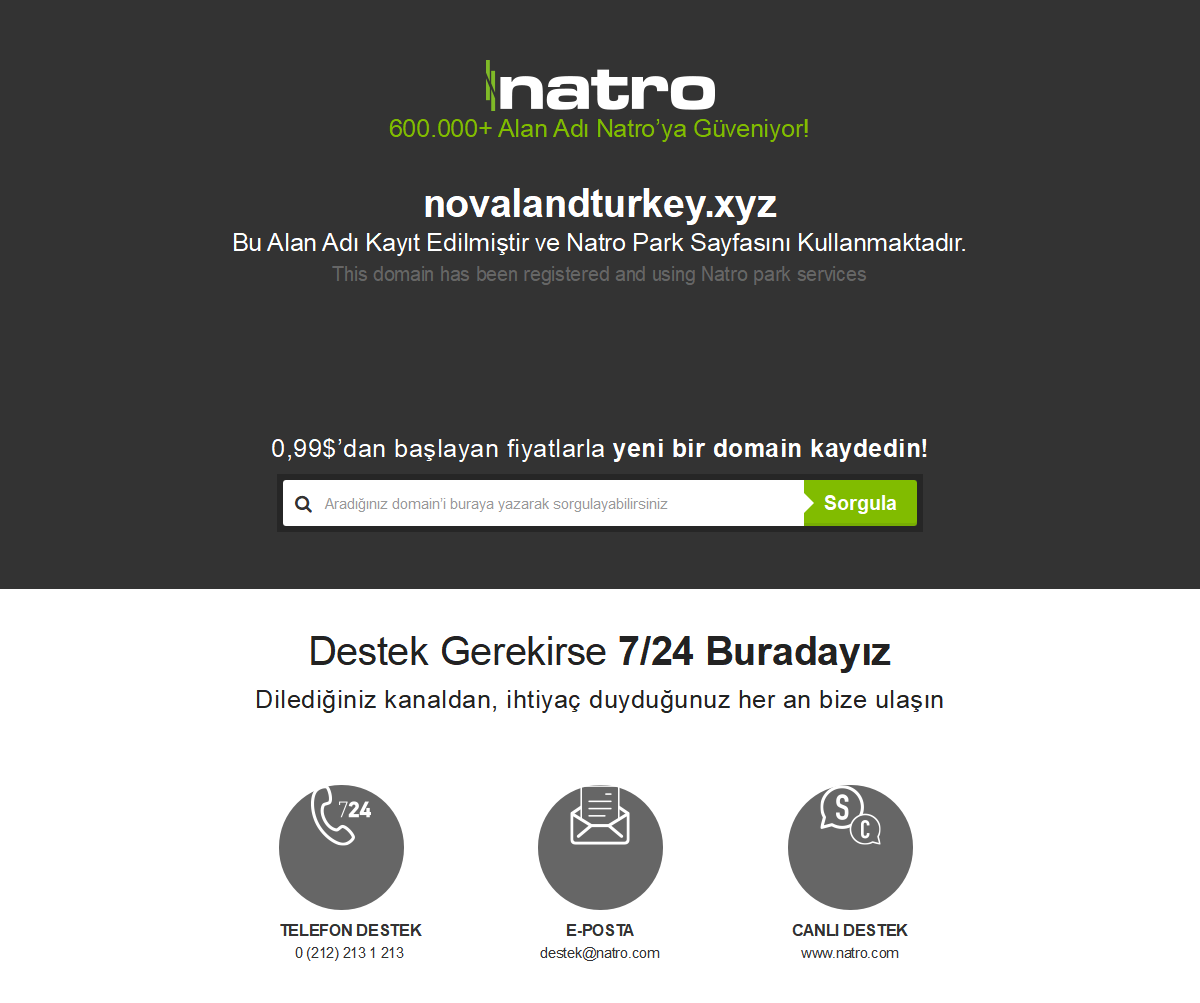 natro
600.000+ Alan Adı Natro’ya Güveniyor!
novalandturkey.xyz
Bu Alan Adı Kayıt Edilmiştir ve Natro Park Sayfasını Kullanmaktadır.
This domain has been registered and using Natro park services
0,99$’dan başlayan fiyatlarla yeni bir domain kaydedin!
Aradığınız domain'i buraya yazarak sorgulayabilirsiniz
Sorgula
Destek Gerekirse 7/24 Buradayız
Dilediğiniz kanaldan, ihtiyaç duyduğunuz her an bize ulaşın
724
S C
TELEFON DESTEK
0 (212) 213 1 213
E-POSTA
destek@natro.com
CANLI DESTEK
www.natro.com